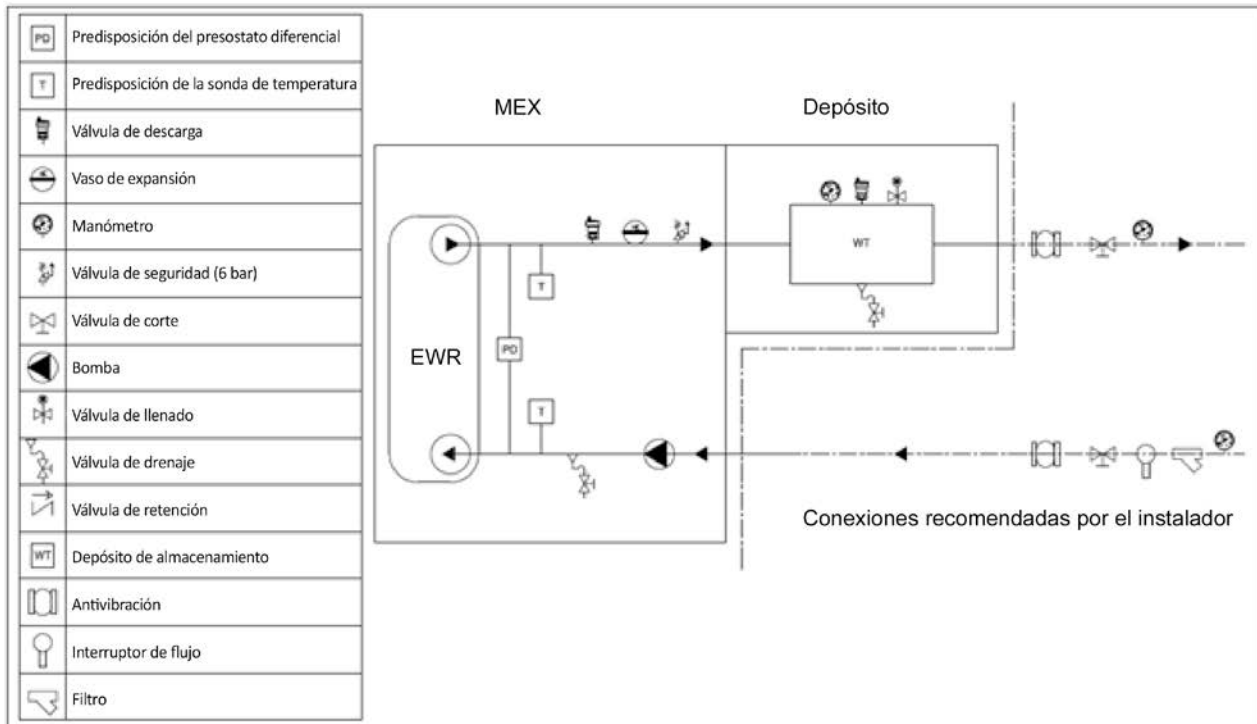 PD Predisposición del presostato diferencial
T Predisposición de la sonda de temperatura
Válvula de descarga
Vaso de expansión
Manómetro
Válvula de seguridad (6 bar)
Válvula de corte
Bomba
Válvula de llenado
Válvula de drenaje
Válvula de retención
WT Depósito de almacenamiento
Antivibración
Interruptor de flujo
Filtro
MEX
Depósito
WT
T
EWR
PD
T
Conexiones recomendadas por el instalador